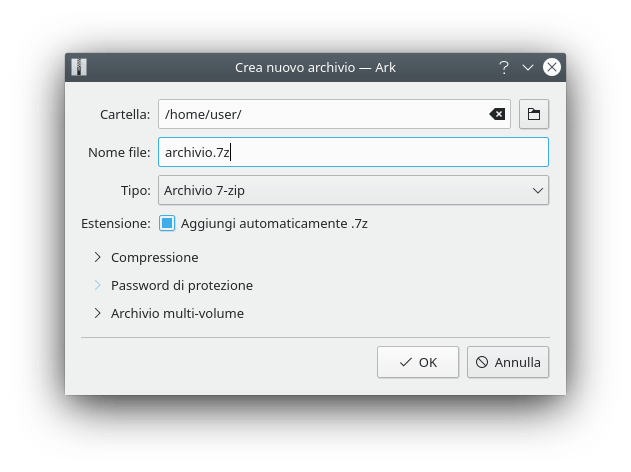 Crea nuovo archivio — Ark
Cartella: /home/user/
Nome file: archivio.7z
Tipo: Archivio 7-zip
Estensione: Aggiungi automaticamente .7z
Compressione
Password di protezione
Archivio multi-volume
OK Annulla